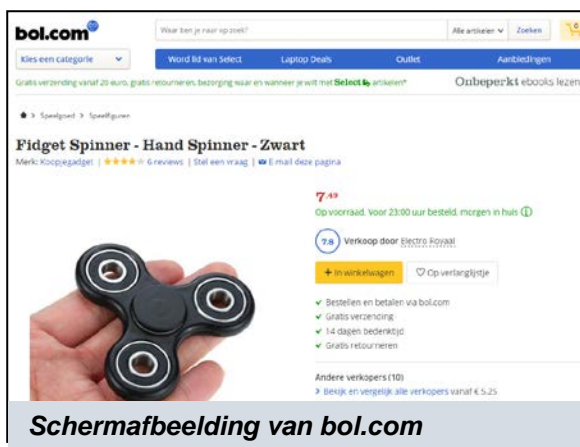 bol.com
Waar ben je naar op zoek?
Alle artikelen
Zoeken
0
Kies een categorie
Word lid van Select
Laptop Deals
Outlet
Aanbiedingen
Gratis verzending vanaf 20 euro, gratis retourneren, bezorging waar en wanneer je wilt met Select artikelen*
Onbeperkt ebooks lezen
> Speelgoed > Speelfiguren
Fidget Spinner - Hand Spinner - Zwart
Merk: Koopjegadget | 6 reviews | Stel een vraag | E-mail deze pagina
7.49
Op voorraad. Voor 23:00 uur besteld, morgen in huis
7.8 Verkoop door Electro Royaal
+ In winkelwagen
Op verlanglijstje
Bestellen en betalen via bol.com
Gratis verzending
14 dagen bedenktijd
Gratis retourneren
Andere verkopers (10)
> Bekijk en vergelijk alle verkopers vanaf € 5,25
Schermafbeelding van bol.com